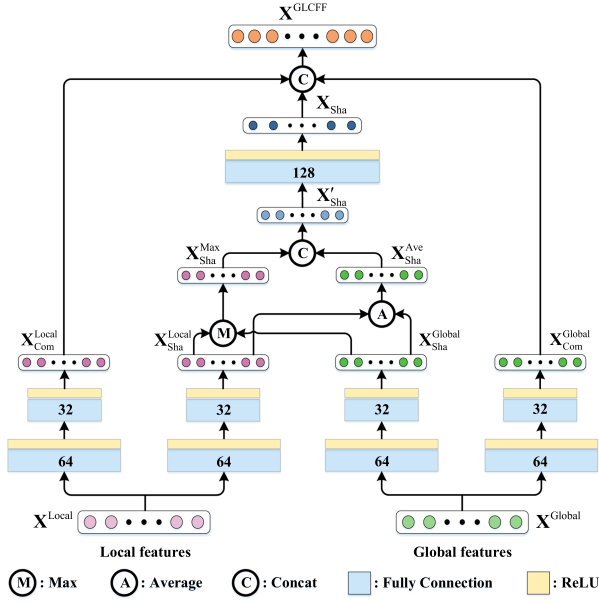 X^GLCFF
C
X_Sha
128
X′_Sha
C
X^Max_Sha
X^Ave_Sha
M
A
X^Local_Com
X^Local_Sha
X^Global_Sha
X^Global_Com
32
32
32
32
64
64
64
64
X^Local
X^Global
Local features
Global features
M : Max
A : Average
C : Concat
: Fully Connection
: ReLU